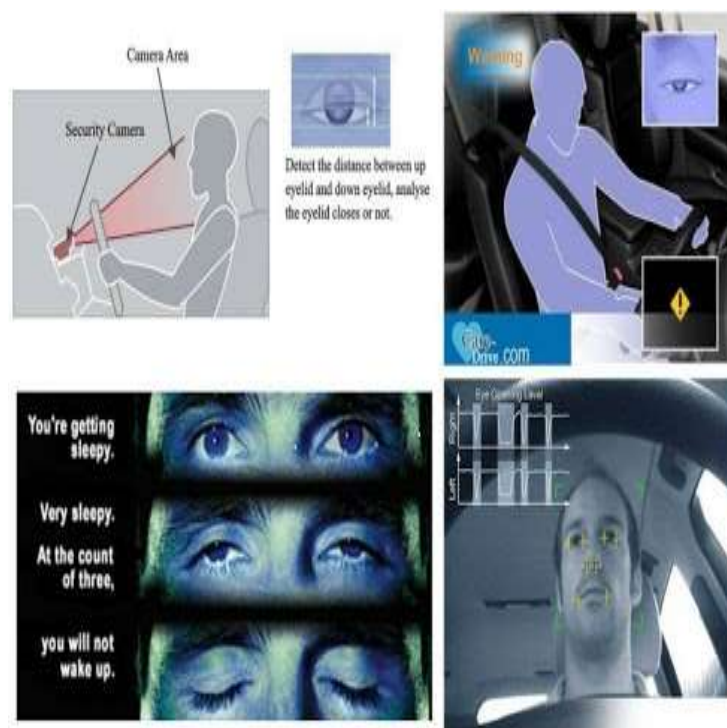 Camera Area
Security Camera
Detect the distance between up
eyelid and down eyelid, analyse
the eyelid closes or not.
Warning
Drive.com
You're getting
sleepy.
Very sleepy.
At the count
of three,
you will not
wake up.
Eye Opening Level
Right
Left